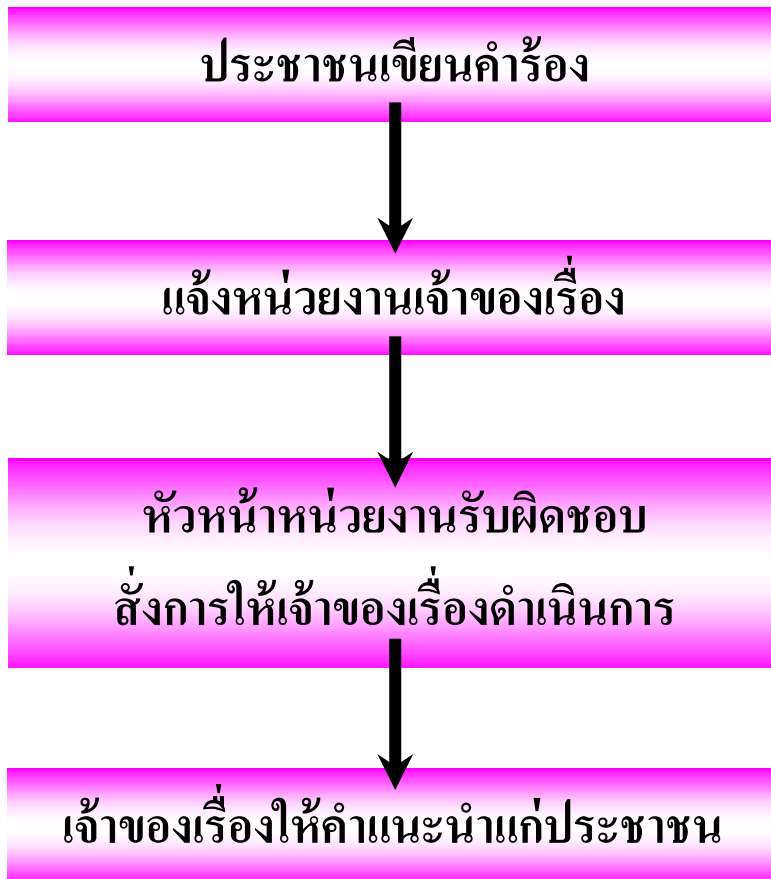 ประชาชนเขียนคำร้อง
แจ้งหน่วยงานเจ้าของเรื่อง
หัวหน้าหน่วยงานรับผิดชอบ
สั่งการให้เจ้าของเรื่องดำเนินการ
เจ้าของเรื่องให้คำแนะนำแก่ประชาชน